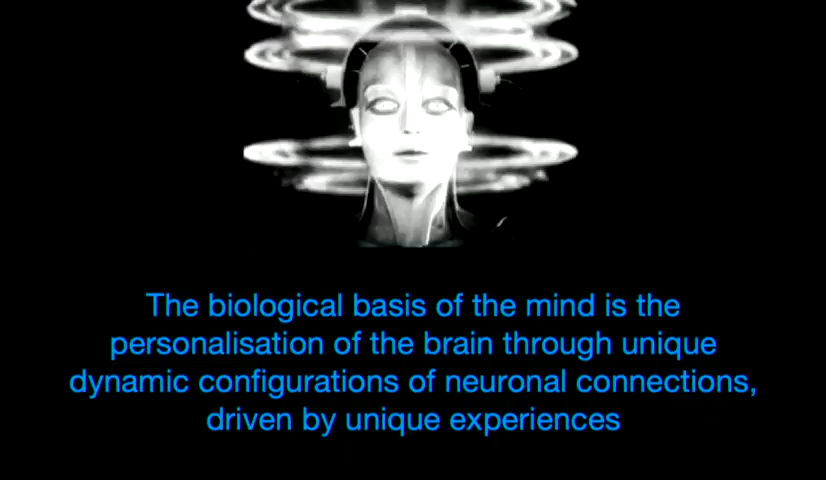 The biological basis of the mind is the
personalisation of the brain through unique
dynamic configurations of neuronal connections,
driven by unique experiences